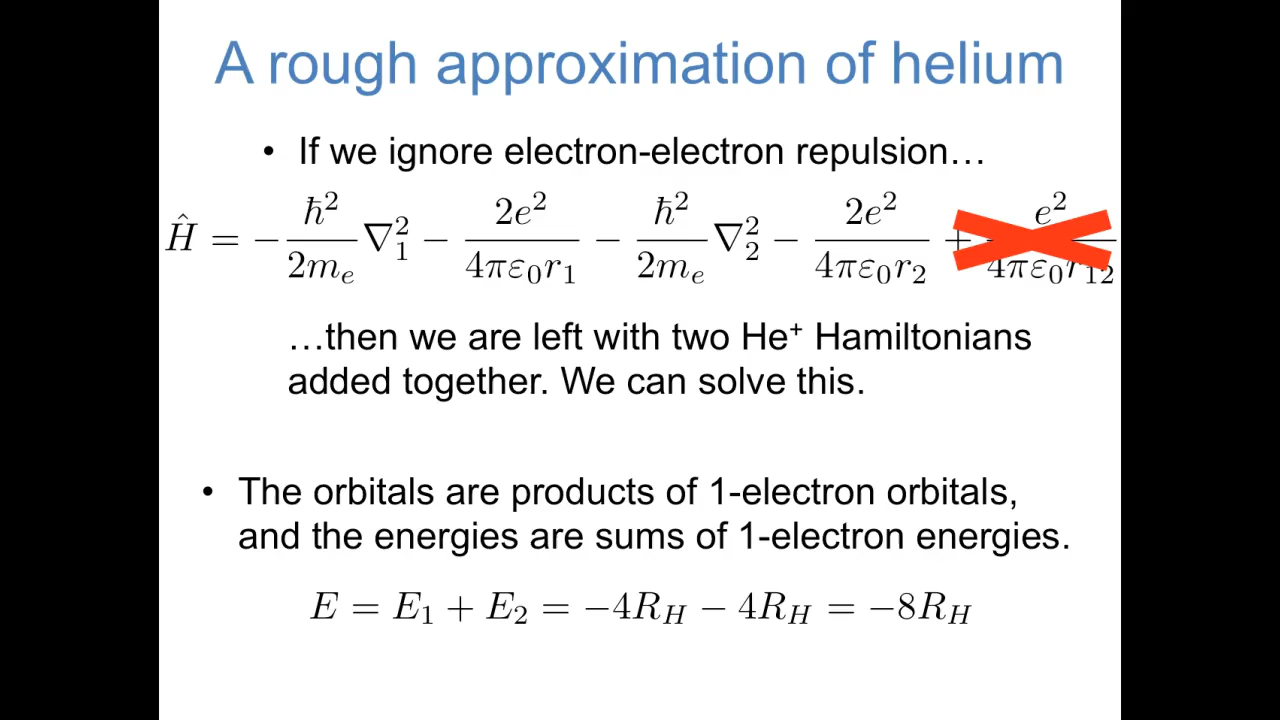 A rough approximation of helium
• If we ignore electron-electron repulsion…
Ĥ = −ħ²/2mₑ ∇₁² − 2e²/4πε₀r₁ − ħ²/2mₑ ∇₂² − 2e²/4πε₀r₂ + e²/4πε₀r₁₂
…then we are left with two He⁺ Hamiltonians
added together. We can solve this.
• The orbitals are products of 1-electron orbitals,
and the energies are sums of 1-electron energies.
E = E₁ + E₂ = −4R_H − 4R_H = −8R_H